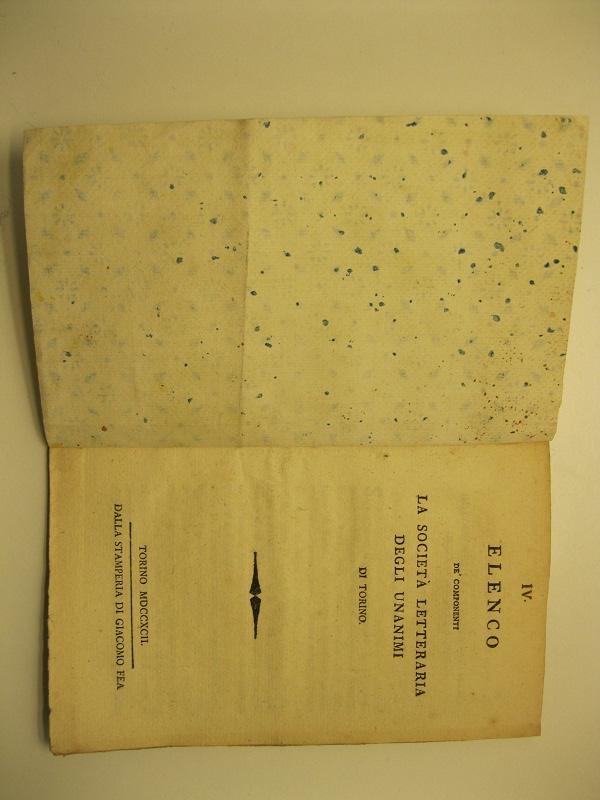 IV.
ELENCO
DE' COMPONENTI
LA SOCIETÀ LETTERARIA
DEGLI UNANIMI
DI TORINO.
TORINO MDCCXCII.
DALLA STAMPERIA DI GIACOMO FEA